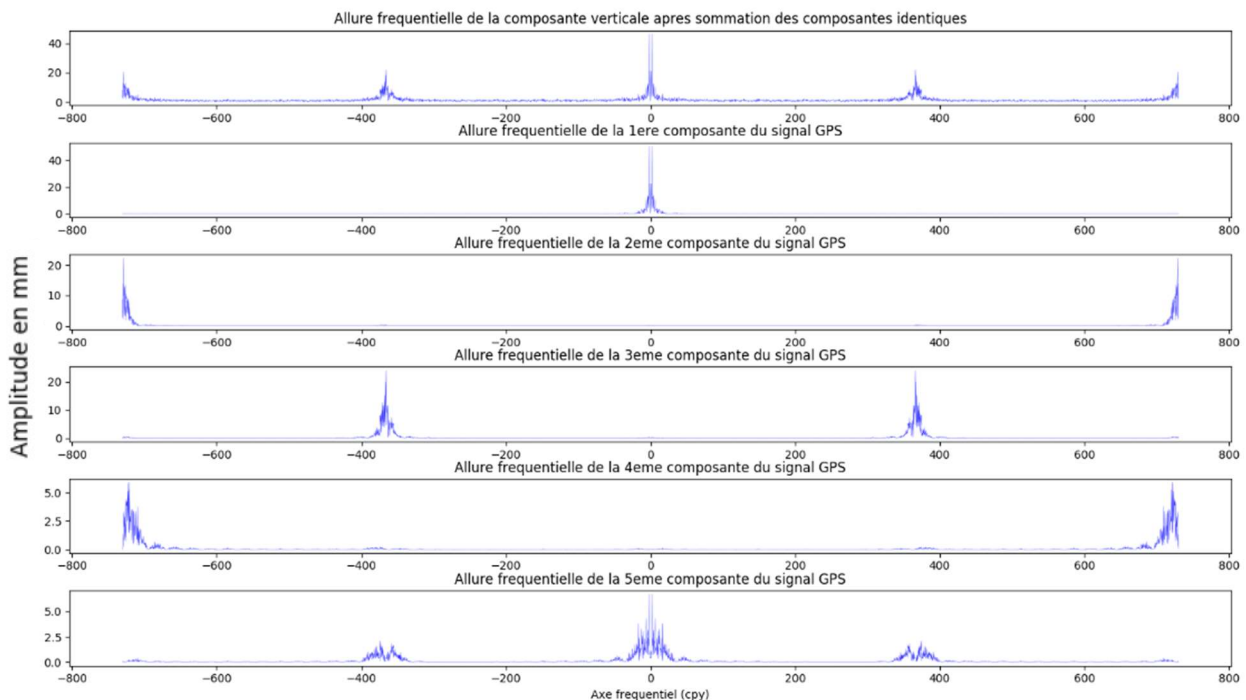 Allure frequentielle de la composante verticale apres sommation des composantes identiques
40
20
0
−800 −600 −400 −200 0 200 400 600 800
Allure frequentielle de la 1ere composante du signal GPS
40
20
0
−800 −600 −400 −200 0 200 400 600 800
Allure frequentielle de la 2eme composante du signal GPS
20
10
0
−800 −600 −400 −200 0 200 400 600 800
Allure frequentielle de la 3eme composante du signal GPS
20
10
0
−800 −600 −400 −200 0 200 400 600 800
Allure frequentielle de la 4eme composante du signal GPS
5.0
2.5
0.0
−800 −600 −400 −200 0 200 400 600 800
Allure frequentielle de la 5eme composante du signal GPS
5.0
2.5
0.0
−800 −600 −400 −200 0 200 400 600 800
Axe frequentiel (cpy)
Amplitude en mm